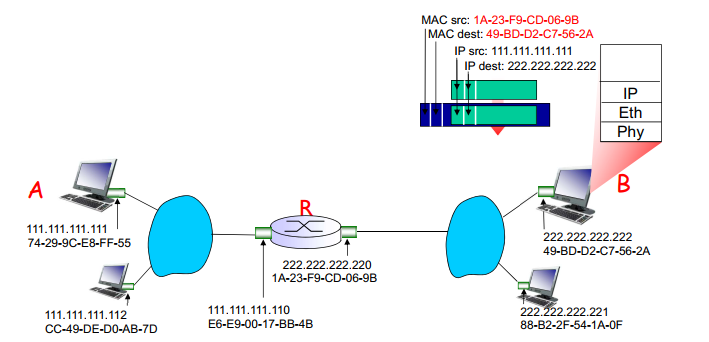 MAC src: 1A-23-F9-CD-06-9B
MAC dest: 49-BD-D2-C7-56-2A
IP src: 111.111.111.111
IP dest: 222.222.222.222
IP
Eth
Phy
A
R
B
111.111.111.111
74-29-9C-E8-FF-55
222.222.222.222
49-BD-D2-C7-56-2A
222.222.222.220
1A-23-F9-CD-06-9B
111.111.111.112
CC-49-DE-D0-AB-7D
111.111.111.110
E6-E9-00-17-BB-4B
222.222.222.221
88-B2-2F-54-1A-0F